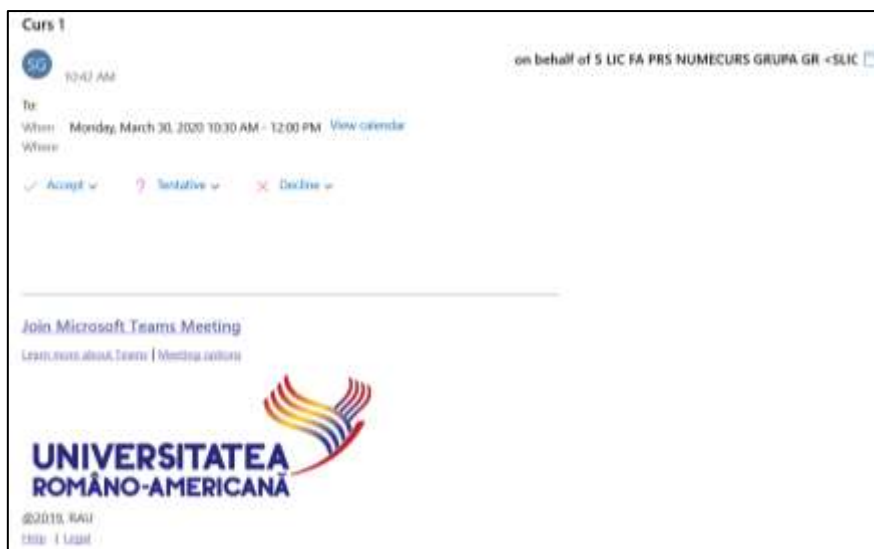 Curs 1
SG
10:42 AM
on behalf of S LIC FA PRS NUMECURS GRUPA GR <SLIC
To:
When: Monday, March 30, 2020 10:30 AM - 12:00 PM View calendar
Where:
Accept ? Tentative Decline
Join Microsoft Teams Meeting
Learn more about Teams | Meeting options
UNIVERSITATEA
ROMÂNO-AMERICANĂ
@2019, RAU
Help | Legal